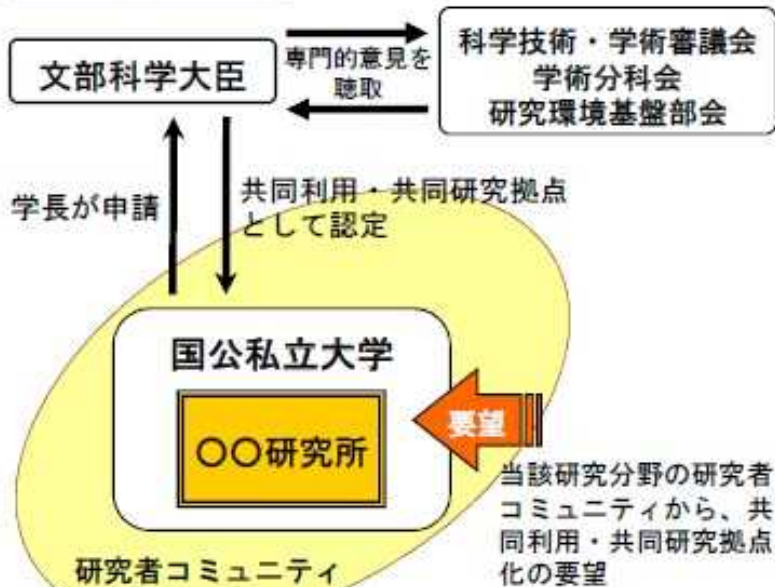 文部科学大臣
専門的意見を
聴取
科学技術・学術審議会
学術分科会
研究環境基盤部会
学長が申請
共同利用・共同研究拠点
として認定
国公私立大学
〇〇研究所
要望
当該研究分野の研究者
コミュニティから、共
同利用・共同研究拠点
化の要望
研究者コミュニティ